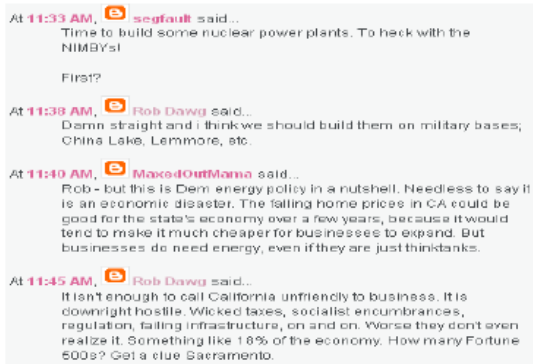 At 11:33 AM, segfault said...
Time to build some nuclear power plants. To heck with the
NIMBYs!
First?
At 11:38 AM, Rob Dawg said...
Damn straight and i think we should build them on military bases;
China Lake, Lemmore, etc.
At 11:40 AM, MaxedOutMama said...
Rob - but this is Dem energy policy in a nutshell. Needless to say it
is an economic disaster. The falling home prices in CA could be
good for the state's economy over a few years, because it would
tend to make it much cheaper for businesses to expand. But
businesses do need energy, even if they are just thinktanks.
At 11:45 AM, Rob Dawg said...
It isn't enough to call California unfriendly to business. It is
downright hostile. Wicked taxes, socialist encumbrances,
regulation, failing infrastructure, on and on. Worse they don't even
realize it. Something like 18% of the economy. How many Fortune
500s? Get a clue Sacramento.